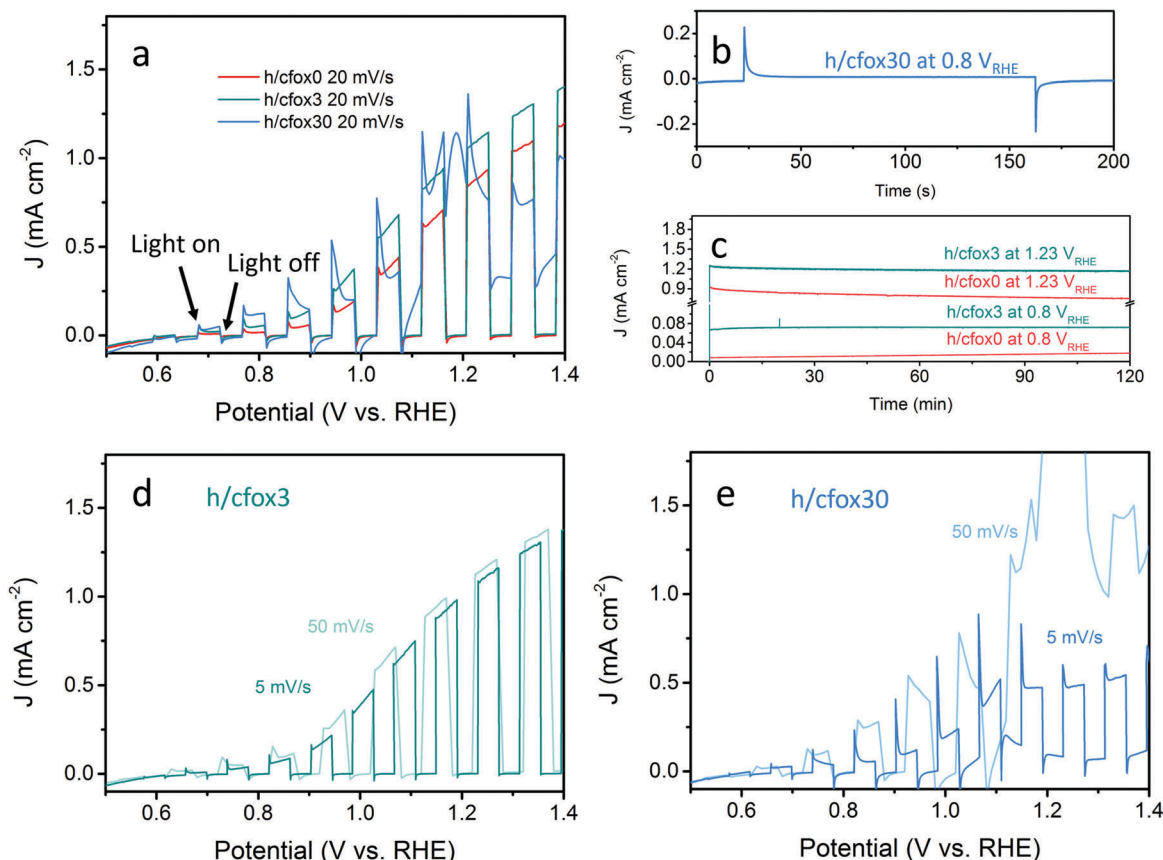 a
h/cfox0 20 mV/s
h/cfox3 20 mV/s
h/cfox30 20 mV/s
Light on
Light off
J (mA cm-2)
1.5
1.0
0.5
0.0
0.6 0.8 1.0 1.2 1.4
Potential (V vs. RHE)
b
h/cfox30 at 0.8 VRHE
J (mA cm-2)
0.2
0.0
-0.2
0 50 100 150 200
Time (s)
c
h/cfox3 at 1.23 VRHE
h/cfox0 at 1.23 VRHE
h/cfox3 at 0.8 VRHE
h/cfox0 at 0.8 VRHE
J (mA cm-2)
1.8
1.5
1.2
0.9
0.08
0.04
0.00
0 30 60 90 120
Time (min)
d
h/cfox3
50 mV/s
5 mV/s
J (mA cm-2)
1.5
1.0
0.5
0.0
0.6 0.8 1.0 1.2 1.4
Potential (V vs. RHE)
e
h/cfox30
50 mV/s
5 mV/s
J (mA cm-2)
1.5
1.0
0.5
0.0
0.6 0.8 1.0 1.2 1.4
Potential (V vs. RHE)